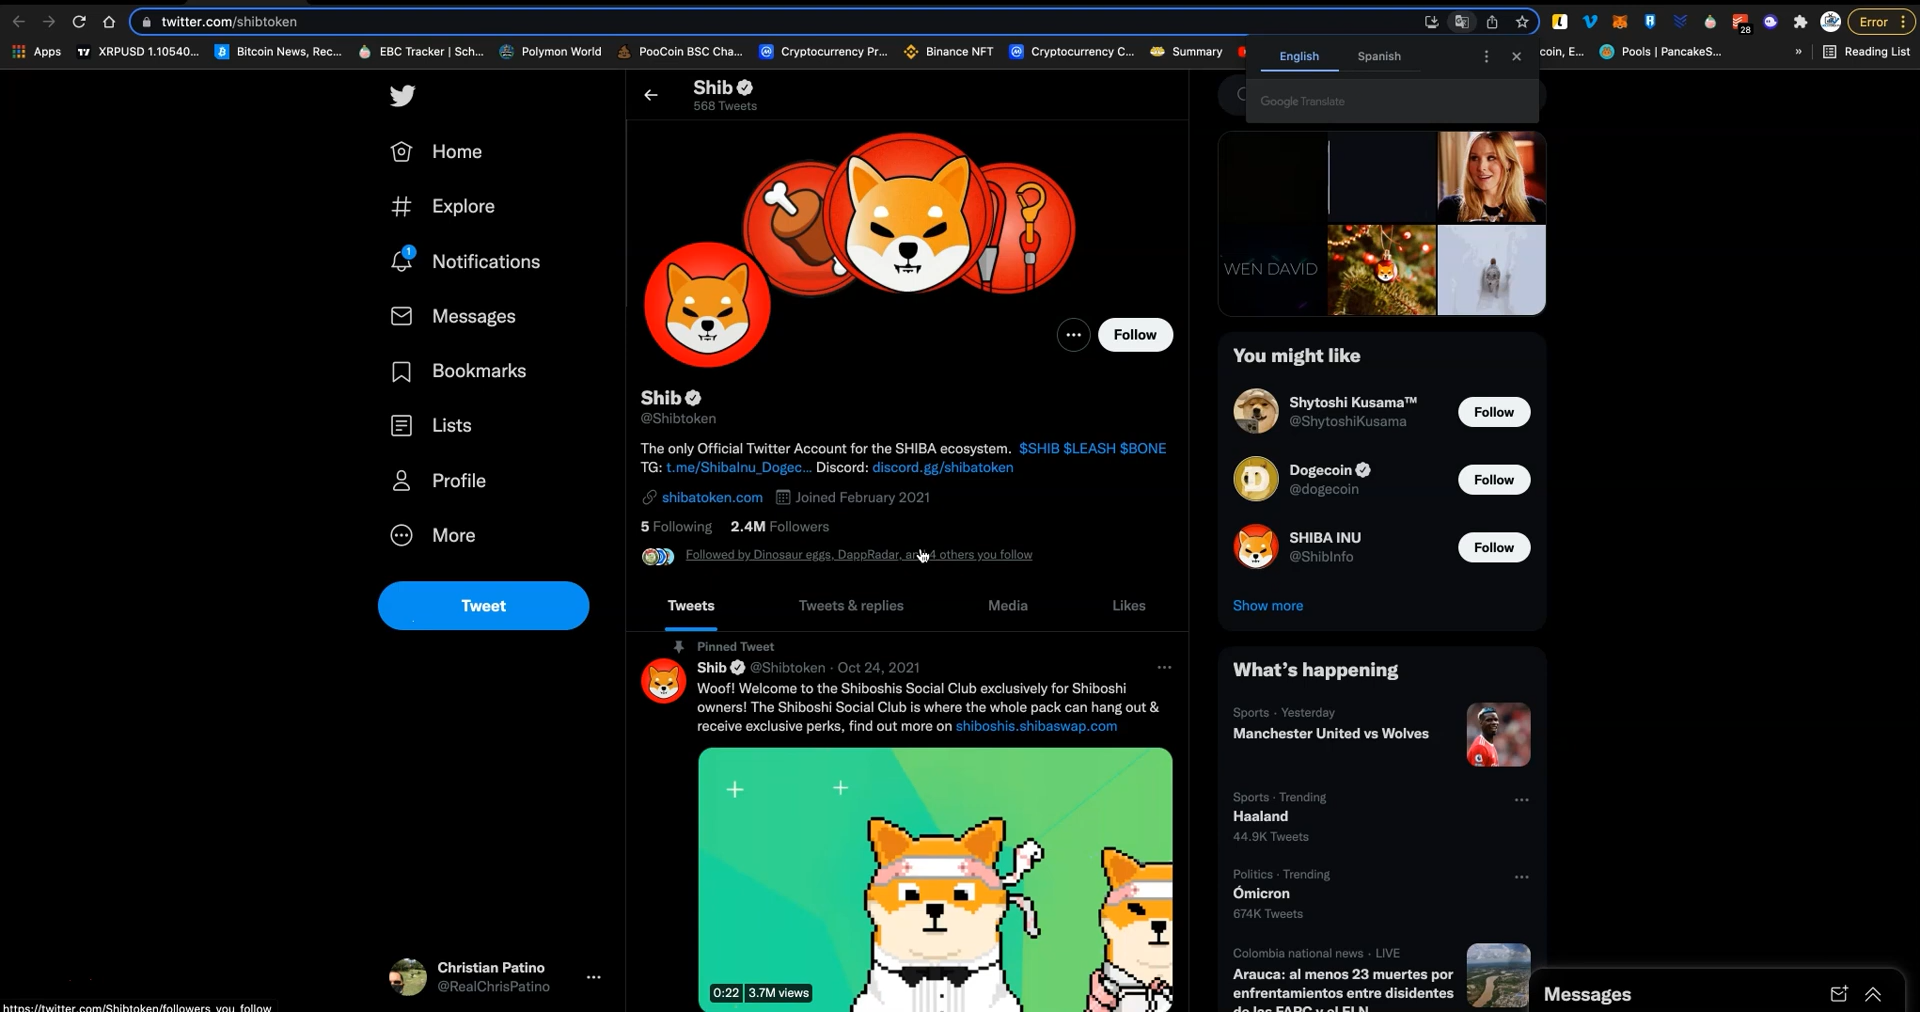 twitter.com/shibtoken
Error
Apps
XRPUSD 1.10540...
Bitcoin News, Rec...
EBC Tracker | Sch...
Polymon World
PooCoin BSC Cha...
Cryptocurrency Pr...
Binance NFT
Cryptocurrency C...
Summary
coin, E...
Pools | PancakeS...
»
Reading List
28
English
Spanish
Google Translate
Home
Explore
1
Notifications
Messages
Bookmarks
Lists
Profile
More
Tweet
Christian Patino
@RealChrisPatino
https://twitter.com/Shibtoken/followers_you_follow
Shib
568 Tweets
Follow
Shib
@Shibtoken
The only Official Twitter Account for the SHIBA ecosystem. $SHIB $LEASH $BONE
TG: t.me/ShibaInu_Dogec... Discord: discord.gg/shibatoken
shibatoken.com Joined February 2021
5 Following 2.4M Followers
Followed by Dinosaur eggs, DappRadar, 4 others you follow
Tweets
Tweets & replies
Media
Likes
Pinned Tweet
Shib @Shibtoken · Oct 24, 2021
Woof! Welcome to the Shiboshis Social Club exclusively for Shiboshi
owners! The Shiboshi Social Club is where the whole pack can hang out &
receive exclusive perks, find out more on shiboshis.shibaswap.com
0:22 3.7M views
WEN DAVID
You might like
Shytoshi Kusama™
@ShytoshiKusama
Follow
Dogecoin
@dogecoin
Follow
SHIBA INU
@ShibInfo
Follow
Show more
What's happening
Sports · Yesterday
Manchester United vs Wolves
Sports · Trending
Haaland
44.9K Tweets
Politics · Trending
Ómicron
674K Tweets
Colombia national news · LIVE
Arauca: al menos 23 muertes por
enfrentamientos entre disidentes
de las FARC y el ELN
Messages